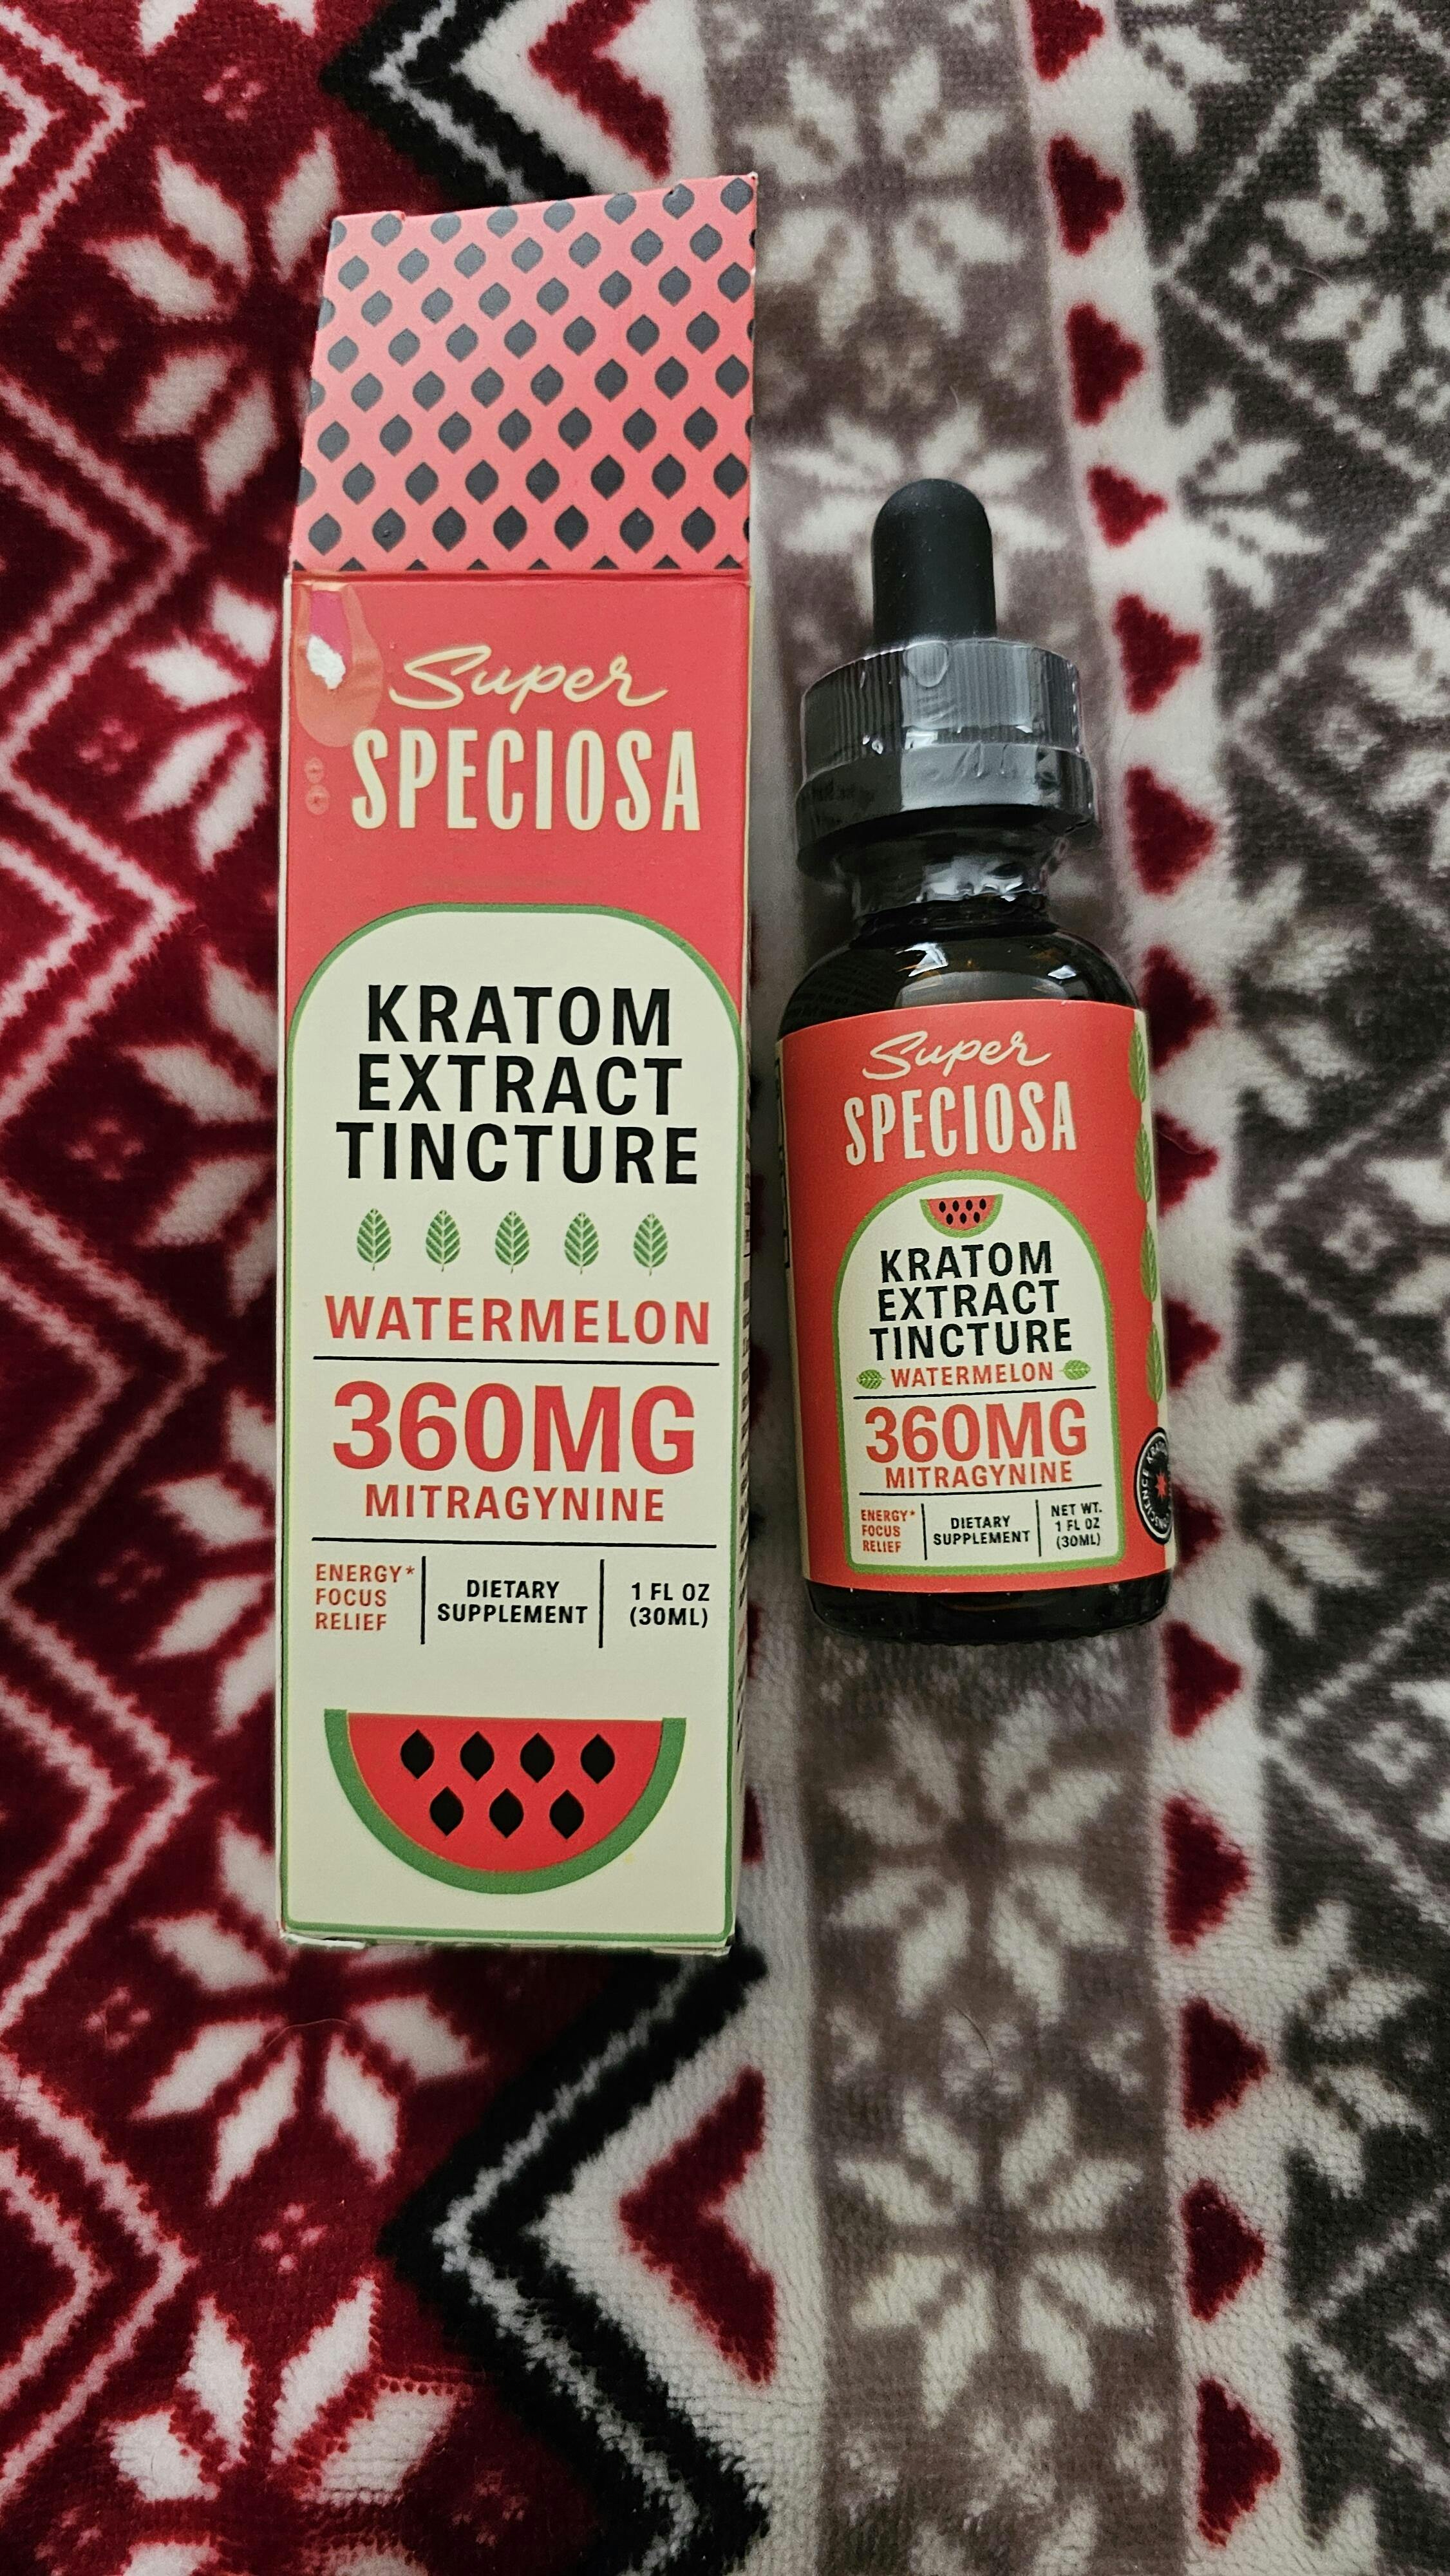 Super
SPECIOSA
KRATOM
EXTRACT
TINCTURE
WATERMELON
360MG
MITRAGYNINE
ENERGY*
FOCUS
RELIEF
DIETARY
SUPPLEMENT
1 FL OZ
(30ML)
Super
SPECIOSA
KRATOM
EXTRACT
TINCTURE
WATERMELON
360MG
MITRAGYNINE
ENERGY*
FOCUS
RELIEF
DIETARY
SUPPLEMENT
NET WT.
1 FL OZ
(30ML)